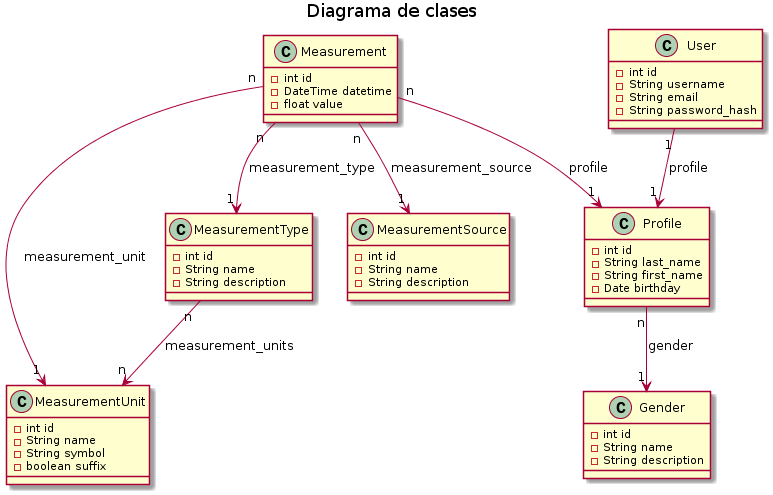 Diagrama de clases
C Measurement
int id
DateTime datetime
float value
C User
int id
String username
String email
String password_hash
n
n
n
n
1
measurement_type
measurement_source
profile
profile
1
1
1
1
C MeasurementType
int id
String name
String description
C MeasurementSource
int id
String name
String description
C Profile
int id
String last_name
String first_name
Date birthday
measurement_unit
n
measurement_units
n
gender
1
n
1
C MeasurementUnit
int id
String name
String symbol
boolean suffix
C Gender
int id
String name
String description